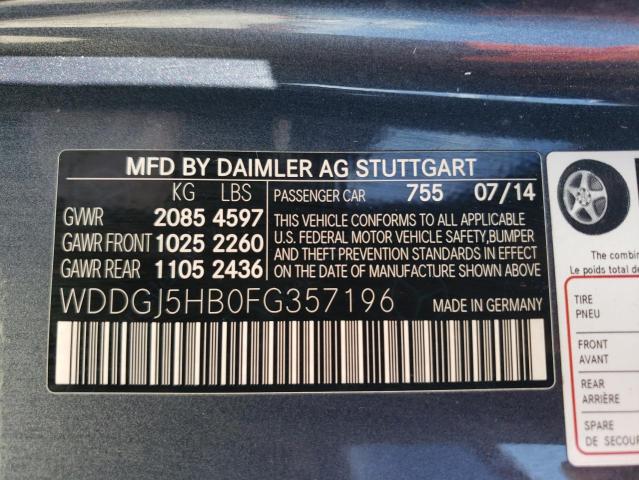 MFD BY DAIMLER AG STUTTGART
KG LBS PASSENGER CAR 755 07/14
GWR 2085 4597
GAWR FRONT 1025 2260
GAWR REAR 1105 2436
THIS VEHICLE CONFORMS TO ALL APPLICABLE
U.S. FEDERAL MOTOR VEHICLE SAFETY,BUMPER
AND THEFT PREVENTION STANDARDS IN EFFECT
ON THE DATE OF MANUFACTURE SHOWN ABOVE.
WDDGJ5HB0FG357196 MADE IN GERMANY
The combin
Le poids total
TIRE
PNEU
FRONT
AVANT
REAR
ARRIÈRE
SPARE
DE SECOU